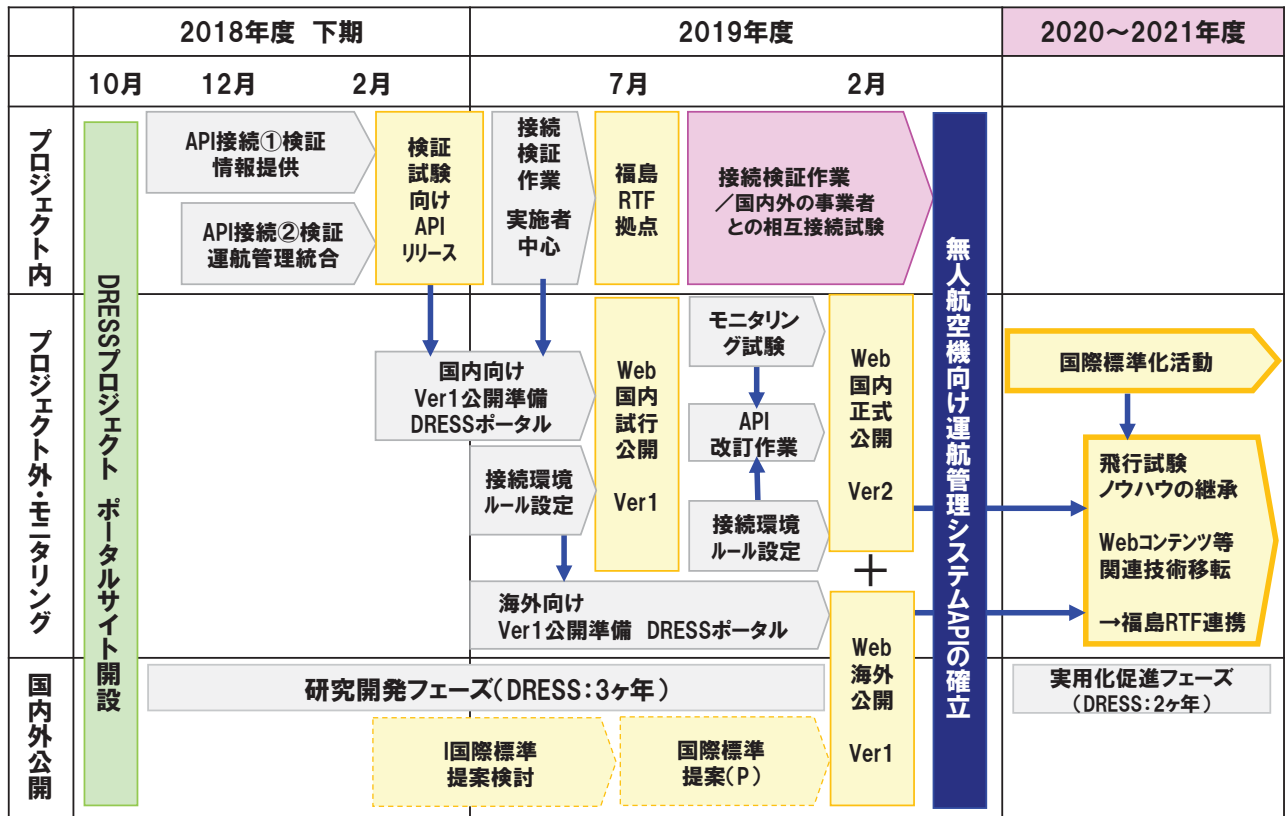 2018年度 下期
2019年度
2020～2021年度
10月
12月
2月
7月
2月
プロジェクト内
プロジェクト外・モニタリング
国内外公開
DRESSプロジェクト ポータルサイト開設
API接続①検証
情報提供
API接続②検証
運航管理統合
検証
試験
向け
API
リリース
接続
検証
作業
実施者
中心
福島
RTF
拠点
接続検証作業
／国内外の事業者
との相互接続試験
国内向け
Ver1公開準備
DRESSポータル
接続環境
ルール設定
Web
国内
試行
公開
Ver1
モニタリン
グ試験
API
改訂作業
接続環境
ルール設定
Web
国内
正式
公開
Ver2
＋
海外向け
Ver1公開準備 DRESSポータル
Web
海外
公開
Ver1
無人航空機向け運航管理システムAPIの確立
国際標準化活動
飛行試験
ノウハウの継承
Webコンテンツ等
関連技術移転
→福島RTF連携
研究開発フェーズ（DRESS：3ヶ年）
I国際標準
提案検討
国際標準
提案（P）
実用化促進フェーズ
（DRESS：2ヶ年）